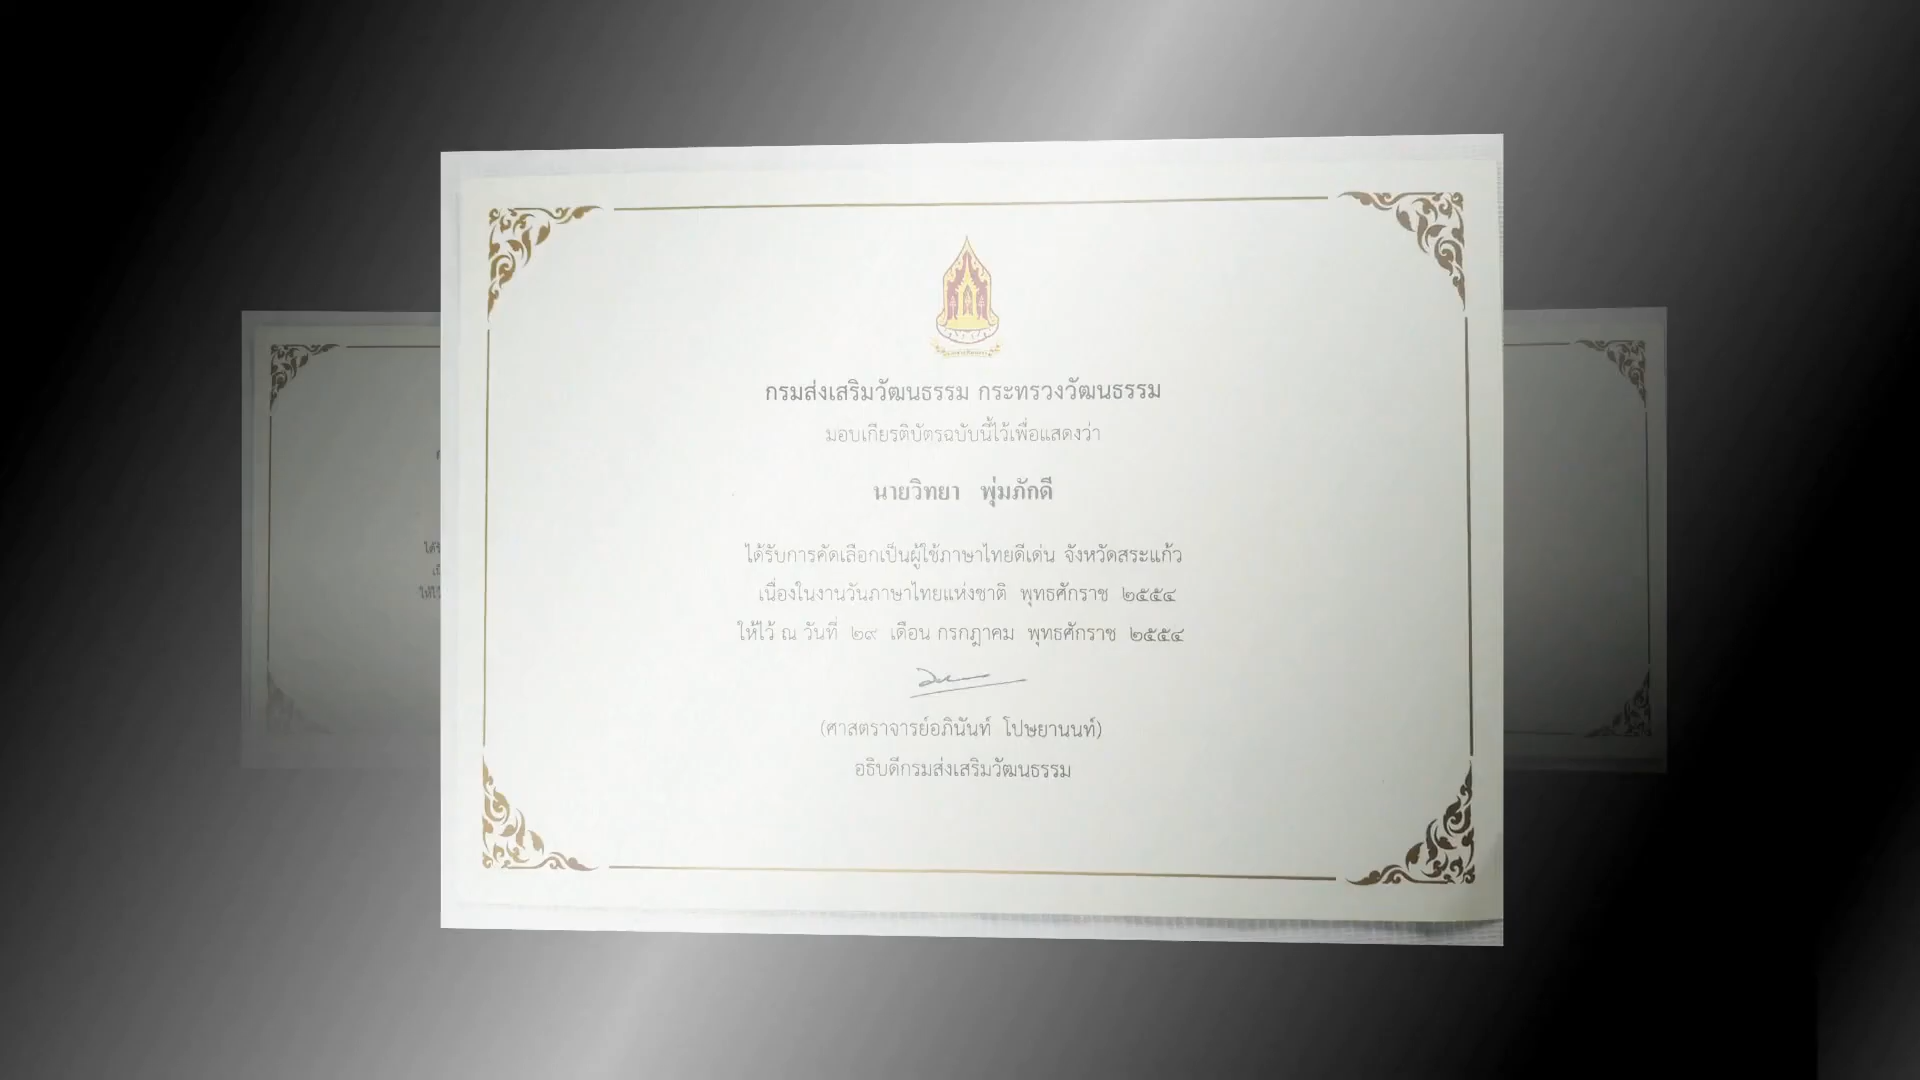 กรมส่งเสริมวัฒนธรรม กระทรวงวัฒนธรรม
มอบเกียรติบัตรฉบับนี้ไว้เพื่อแสดงว่า
นายวิทยา พุ่มภักดี
ได้รับการคัดเลือกเป็นผู้ใช้ภาษาไทยดีเด่น จังหวัดสระแก้ว
เนื่องในงานวันภาษาไทยแห่งชาติ พุทธศักราช ๒๕๕๔
ให้ไว้ ณ วันที่ ๒๙ เดือน กรกฎาคม พุทธศักราช ๒๕๕๔
(ศาสตราจารย์อภินันท์ โปษยานนท์)
อธิบดีกรมส่งเสริมวัฒนธรรม